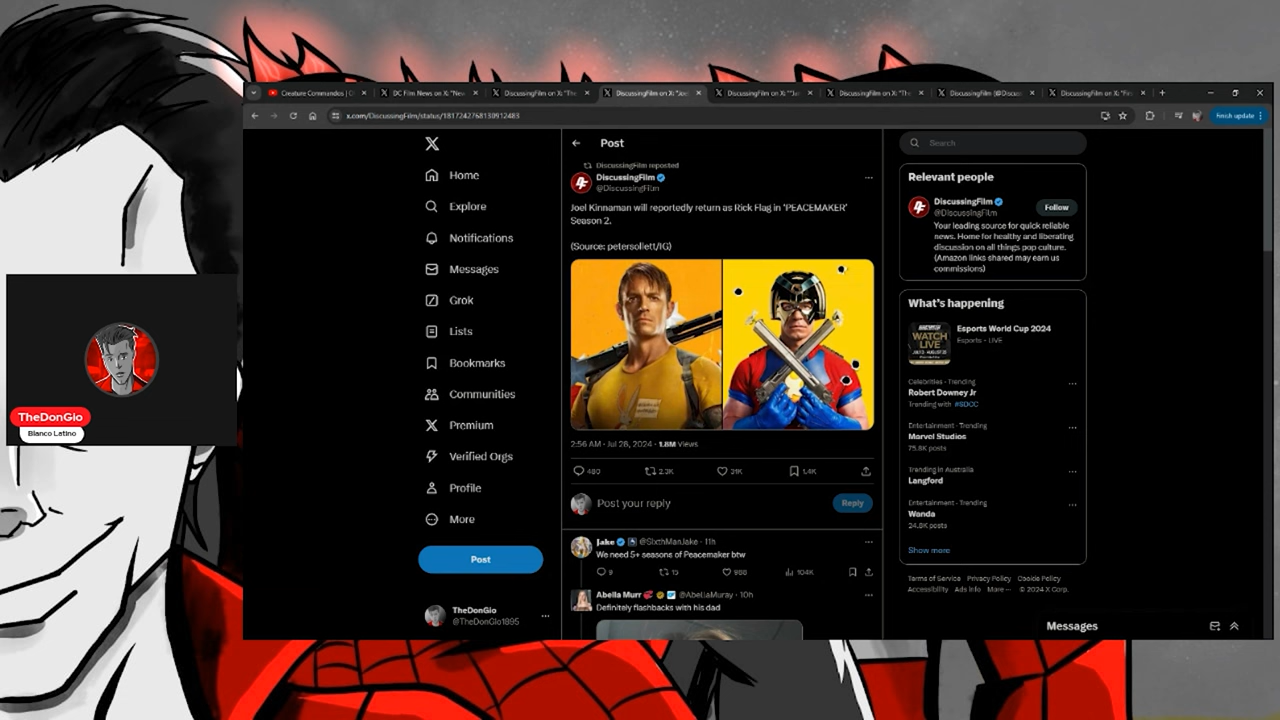 Creature Commandos | 
DC Film News on X: "New
DiscussingFilm on X: "The
DiscussingFilm on X: "Joel
DiscussingFilm on X: "'Jar
DiscussingFilm on X: "'The
DiscussingFilm (@Discuss
DiscussingFilm on X: "Firs
x.com/DiscussingFilm/status/1817242768130912483
Finish update
Home
Explore
Notifications
Messages
Grok
Lists
Bookmarks
Communities
Premium
Verified Orgs
Profile
More
Post
TheDonGio
@TheDonGio1895
Post
DiscussingFilm reposted
DiscussingFilm
@DiscussingFilm
Joel Kinnaman will reportedly return as Rick Flag in 'PEACEMAKER'
Season 2.
(Source: petersollett/IG)
2:56 AM · Jul 28, 2024 · 1.8M Views
480
2.3K
31K
1.4K
Post your reply
Reply
Jake @SixthManJake · 11h
We need 5+ seasons of Peacemaker btw
9
15
988
104K
Abella Murr @AbellaMuray · 10h
Definitely flashbacks with his dad
Search
Relevant people
DiscussingFilm
@DiscussingFilm
Follow
Your leading source for quick reliable
news. Home for healthy and liberating
discussion on all things pop culture.
(Amazon links shared may earn us
commissions)
What's happening
WATCH
LIVE
Esports World Cup 2024
Esports · LIVE
Celebrities · Trending
Robert Downey Jr
Trending with #SDCC
Entertainment · Trending
Marvel Studios
75.8K posts
Trending in Australia
Langford
Entertainment · Trending
Wanda
24.8K posts
Show more
Terms of Service Privacy Policy Cookie Policy
Accessibility Ads info More ··· © 2024 X Corp.
Messages
TheDonGio
Blanco Latino